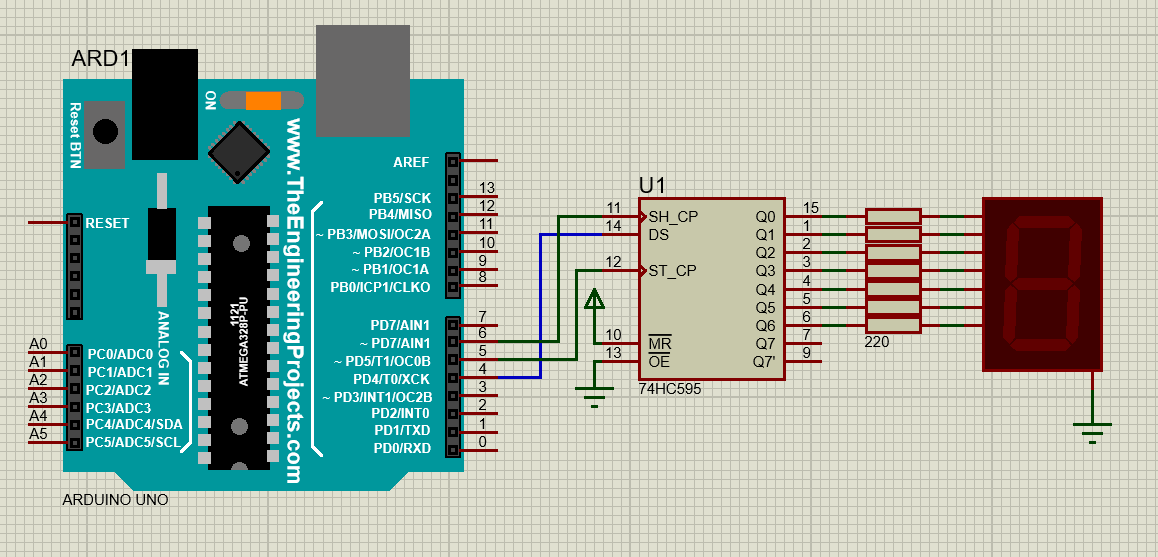 ARD1
Reset BTN
ON
www.TheEngineeringProjects.com
RESET
ANALOG IN
1121
ATMEGA328P-PU
AREF
PB5/SCK 13
PB4/MISO 12
~ PB3/MOSI/OC2A 11
~ PB2/OC1B 10
~ PB1/OC1A 9
PB0/ICP1/CLKO 8
PD7/AIN1 7
~ PD7/AIN1 6
~ PD5/T1/OC0B 5
PD4/T0/XCK 4
~ PD3/INT1/OC2B 3
PD2/INT0 2
PD1/TXD 1
PD0/RXD 0
A0 PC0/ADC0
A1 PC1/ADC1
A2 PC2/ADC2
A3 PC3/ADC3
A4 PC4/ADC4/SDA
A5 PC5/ADC5/SCL
ARDUINO UNO
U1
11 SH_CP Q0 15
14 DS Q1 1
Q2 2
12 ST_CP Q3 3
Q4 4
Q5 5
Q6 6
10 MR Q7 7
13 OE Q7' 9
74HC595
220